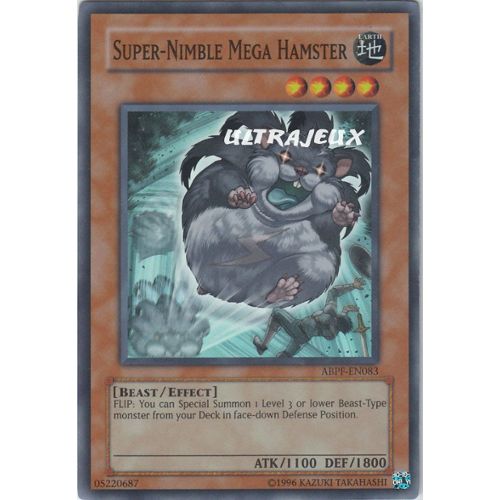 SUPER-NIMBLE MEGA HAMSTER
EARTH
地
ULTRAJEUX
ABPF-EN083
[BEAST/EFFECT]
FLIP: You can Special Summon 1 Level 3 or lower Beast-Type
monster from your Deck in face-down Defense Position.
ATK/1100 DEF/1800
05220687
©1996 KAZUKI TAKAHASHI